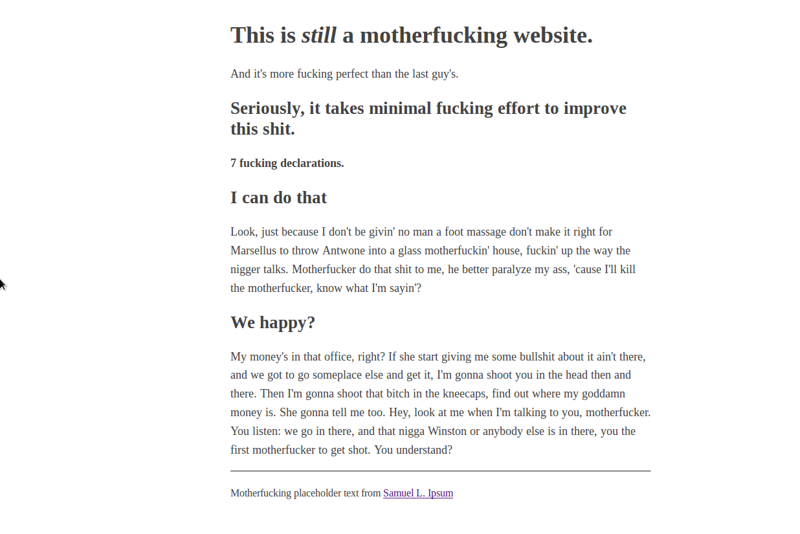 This is still a motherfucking website.
And it's more fucking perfect than the last guy's.
Seriously, it takes minimal fucking effort to improve
this shit.
7 fucking declarations.
I can do that
Look, just because I don't be givin' no man a foot massage don't make it right for
Marsellus to throw Antwone into a glass motherfuckin' house, fuckin' up the way the
nigger talks. Motherfucker do that shit to me, he better paralyze my ass, 'cause I'll kill
the motherfucker, know what I'm sayin'?
We happy?
My money's in that office, right? If she start giving me some bullshit about it ain't there,
and we got to go someplace else and get it, I'm gonna shoot you in the head then and
there. Then I'm gonna shoot that bitch in the kneecaps, find out where my goddamn
money is. She gonna tell me too. Hey, look at me when I'm talking to you, motherfucker.
You listen: we go in there, and that nigga Winston or anybody else is in there, you the
first motherfucker to get shot. You understand?
Motherfucking placeholder text from Samuel L. Ipsum